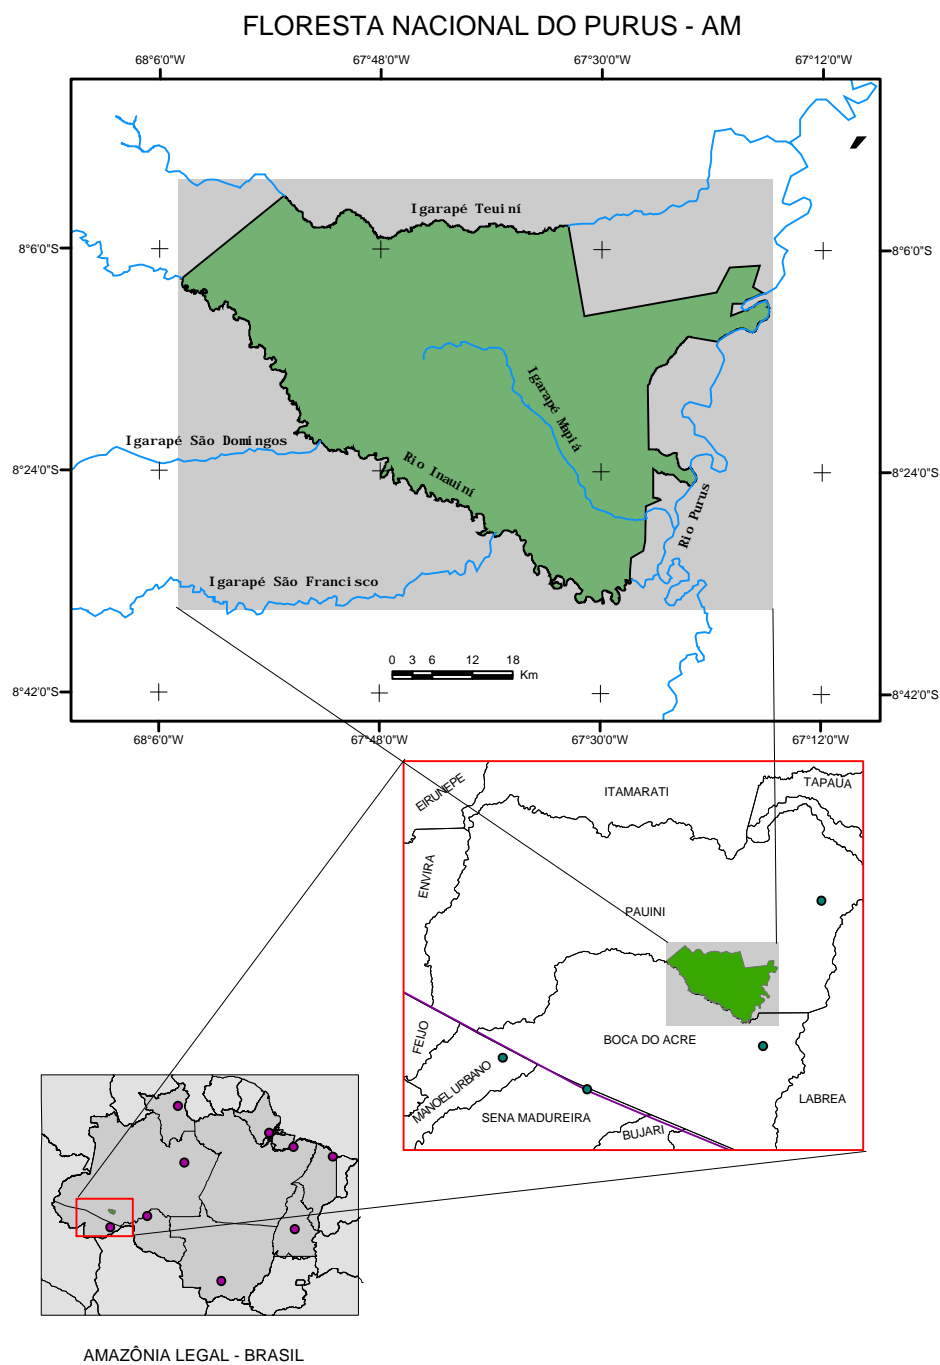 FLORESTA NACIONAL DO PURUS - AM
68°6'0"W 67°48'0"W 67°30'0"W 67°12'0"W
Igarapé Teuiní
8°6'0"S 8°6'0"S
Igarapé Mapiá
Igarapé São Domingos
Rio Inauiní
8°24'0"S 8°24'0"S
Rio Purus
Igarapé São Francisco
0 3 6 12 18
Km
8°42'0"S 8°42'0"S
68°6'0"W 67°48'0"W 67°30'0"W 67°12'0"W
EIRUNEPE
ITAMARATI
TAPAUA
ENVIRA
PAUINI
FEIJO
BOCA DO ACRE
MANOEL URBANO
LABREA
SENA MADUREIRA
BUJARI
AMAZÔNIA LEGAL - BRASIL